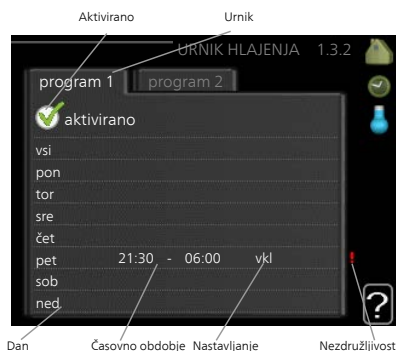 Aktivirano Urnik
URNIK HLAJENJA 1.3.2
program 1 program 2
aktivirano
vsi
pon
tor
sre
čet
pet 21:30 - 06:00 vkl
sob
ned
?
Dan Časovno obdobje Nastavljanje Nezdružljivost